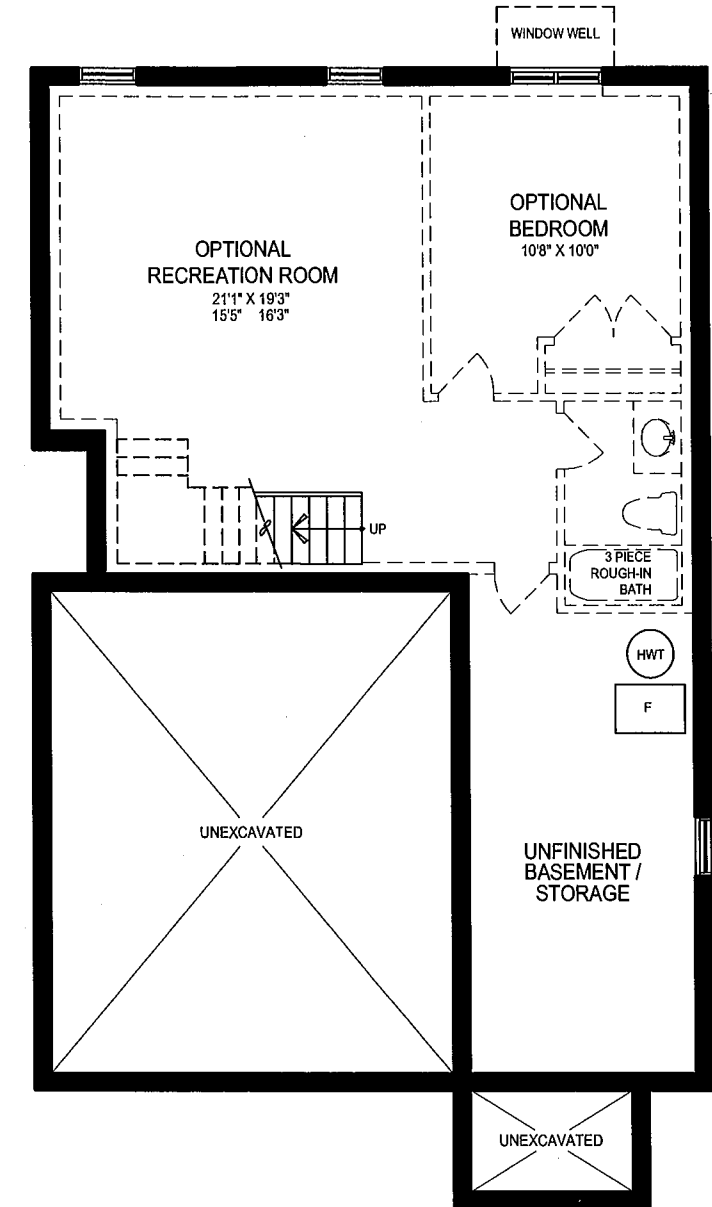 WINDOW WELL
OPTIONAL
BEDROOM
10'8" X 10'0"
OPTIONAL
RECREATION ROOM
21'1" X 19'3"
15'5" 16'3"
UP
3 PIECE
ROUGH-IN
BATH
HWT
F
UNEXCAVATED
UNFINISHED
BASEMENT /
STORAGE
UNEXCAVATED